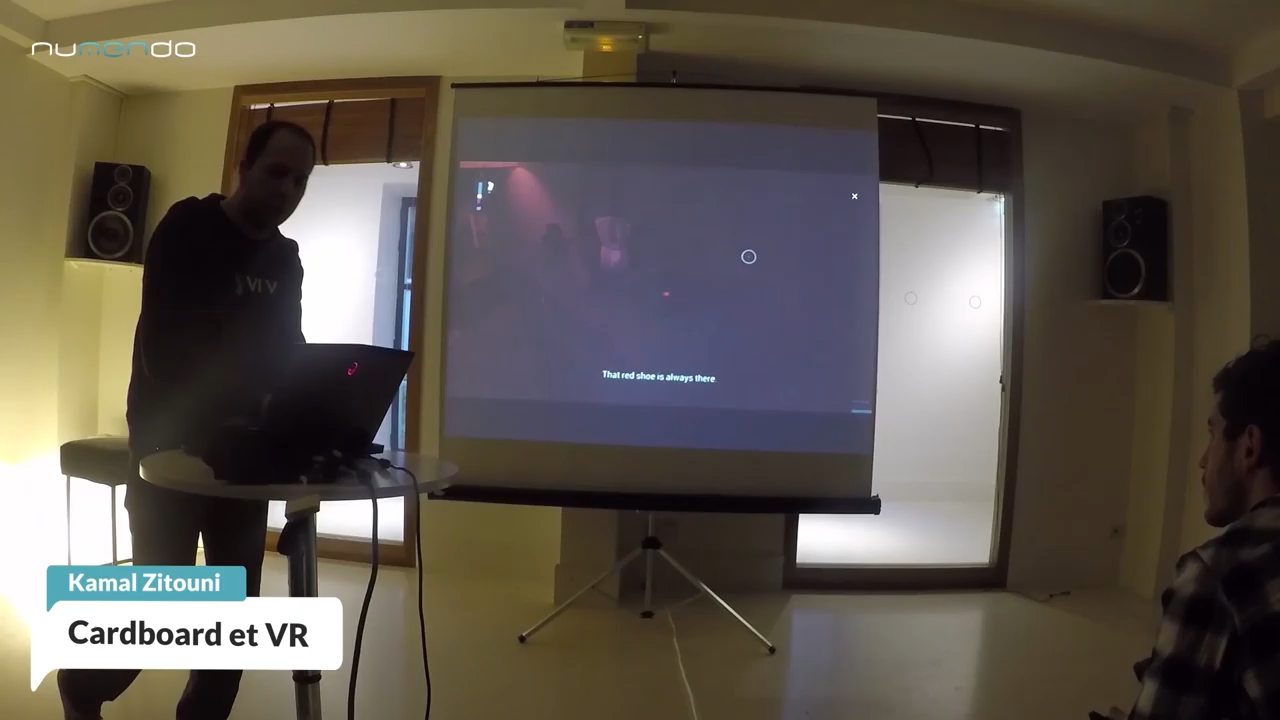 numendo
That red shoe is always there.
Kamal Zitouni
Cardboard et VR